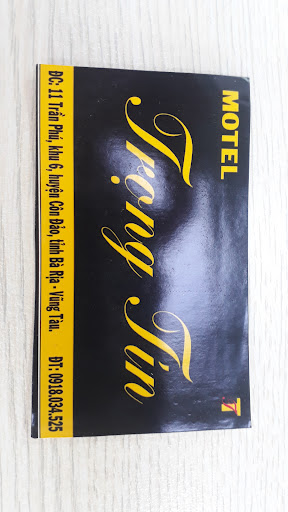 MOTEL
Trọng Tín
ĐC: 11 Trần Phú, khu 6, huyện Côn Đảo, tỉnh Bà Rịa - Vũng Tàu. ĐT: 0918.034.525